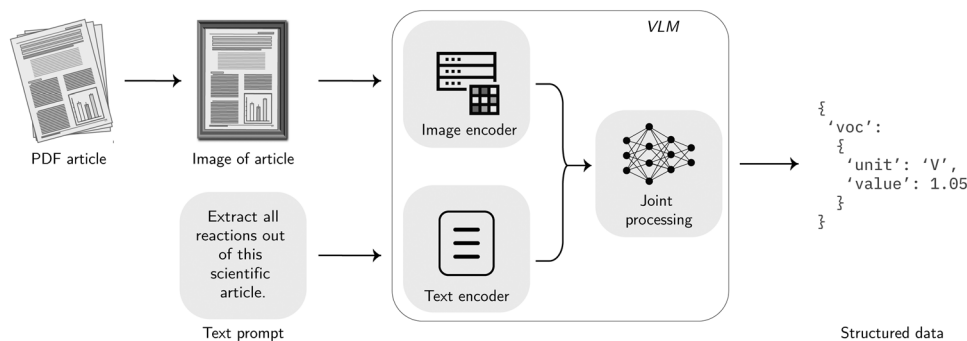 VLM
PDF article
Image of article
Image encoder
Extract all
reactions out
of this
scientific
article.
Text prompt
Text encoder
Joint
processing
{
‘voc’:
{
‘unit’: ‘V’,
‘value’: 1.05
}
}
Structured data